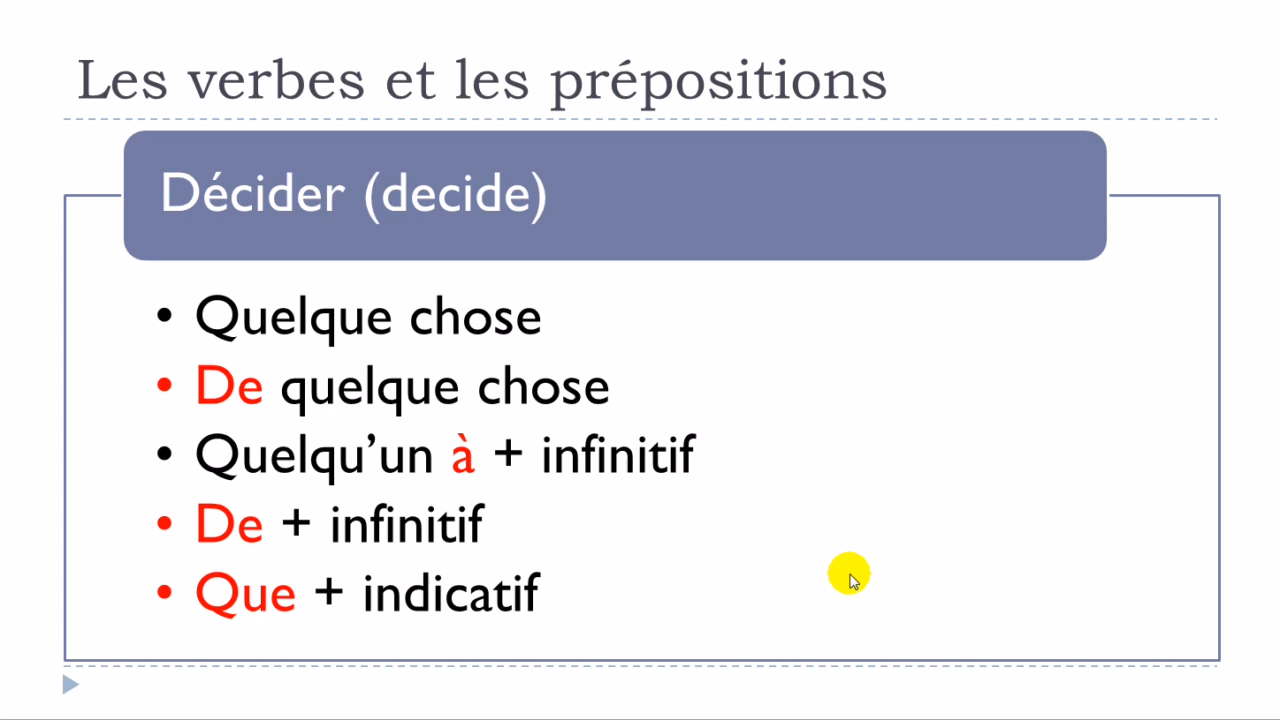 Les verbes et les prépositions
Décider (decide)
• Quelque chose
• De quelque chose
• Quelqu’un à + infinitif
• De + infinitif
• Que + indicatif